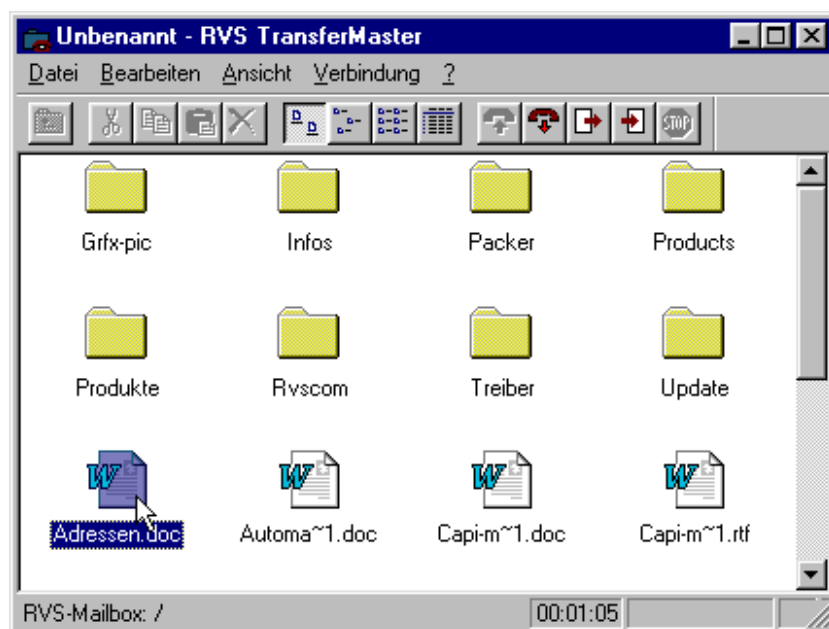 Unbenannt - RVS TransferMaster
Datei Bearbeiten Ansicht Verbindung ?
STOP
Grfx-pic Infos Packer Products
Produkte Rvscom Treiber Update
Adressen.doc Automa~1.doc Capi-m~1.doc Capi-m~1.rtf
RVS-Mailbox: / 00:01:05